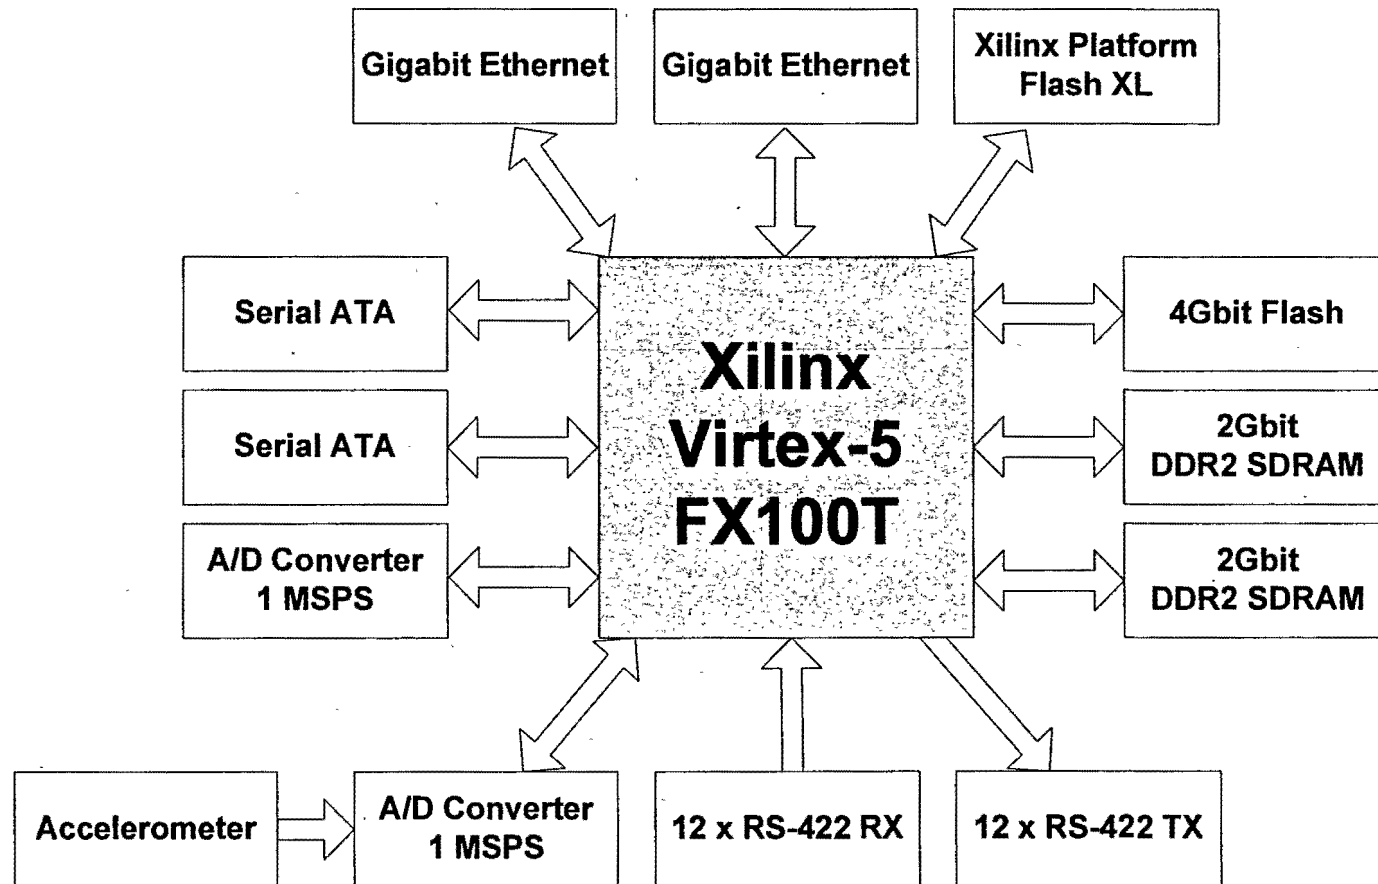 Gigabit Ethernet
Gigabit Ethernet
Xilinx Platform
Flash XL
Serial ATA
Xilinx
Virtex-5
FX100T
4Gbit Flash
Serial ATA
2Gbit
DDR2 SDRAM
A/D Converter
1 MSPS
2Gbit
DDR2 SDRAM
Accelerometer
A/D Converter
1 MSPS
12 x RS-422 RX
12 x RS-422 TX